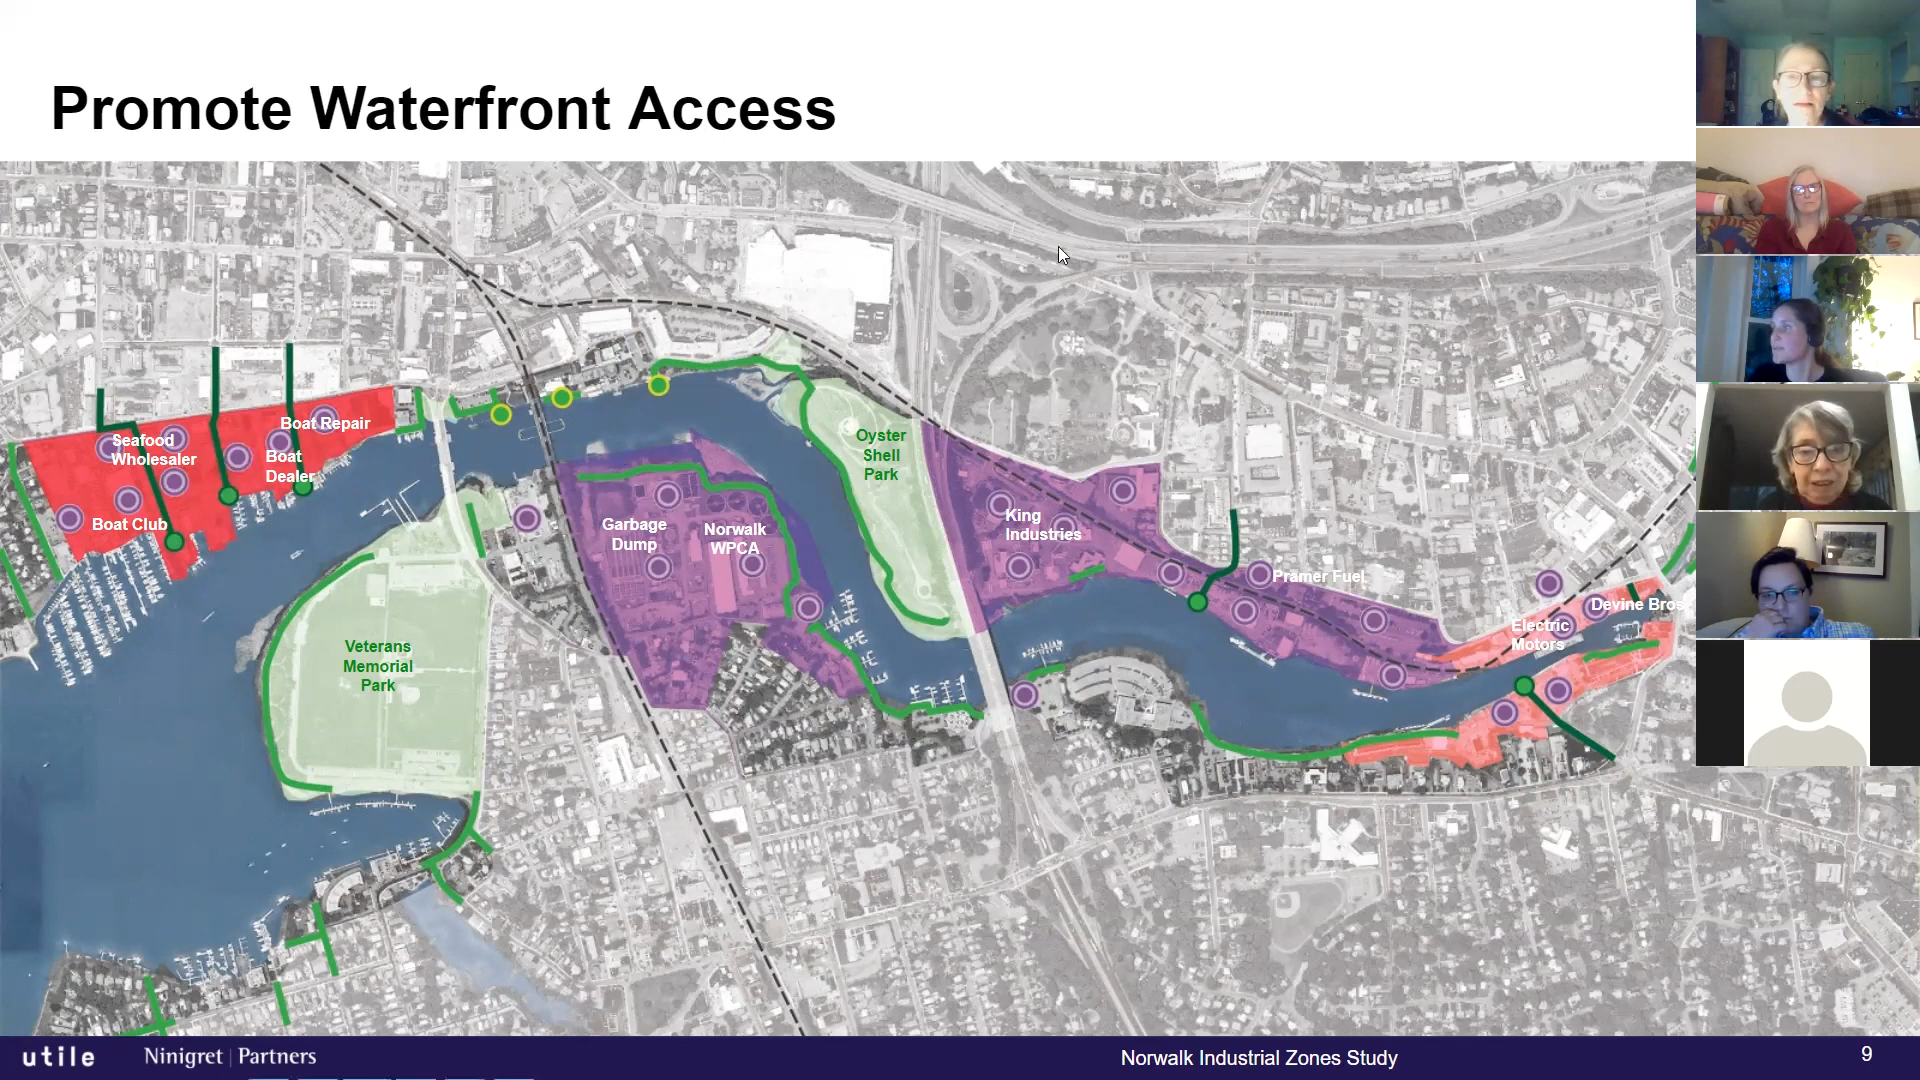 Promote Waterfront Access
Boat Repair
Seafood
Wholesaler
Boat
Dealer
Boat Club
Oyster
Shell
Park
Garbage
Dump
Norwalk
WPCA
King
Industries
Pramer Fuel
Devine Bros
Electric
Motors
Veterans
Memorial
Park
utile
Ninigret | Partners
Norwalk Industrial Zones Study
9